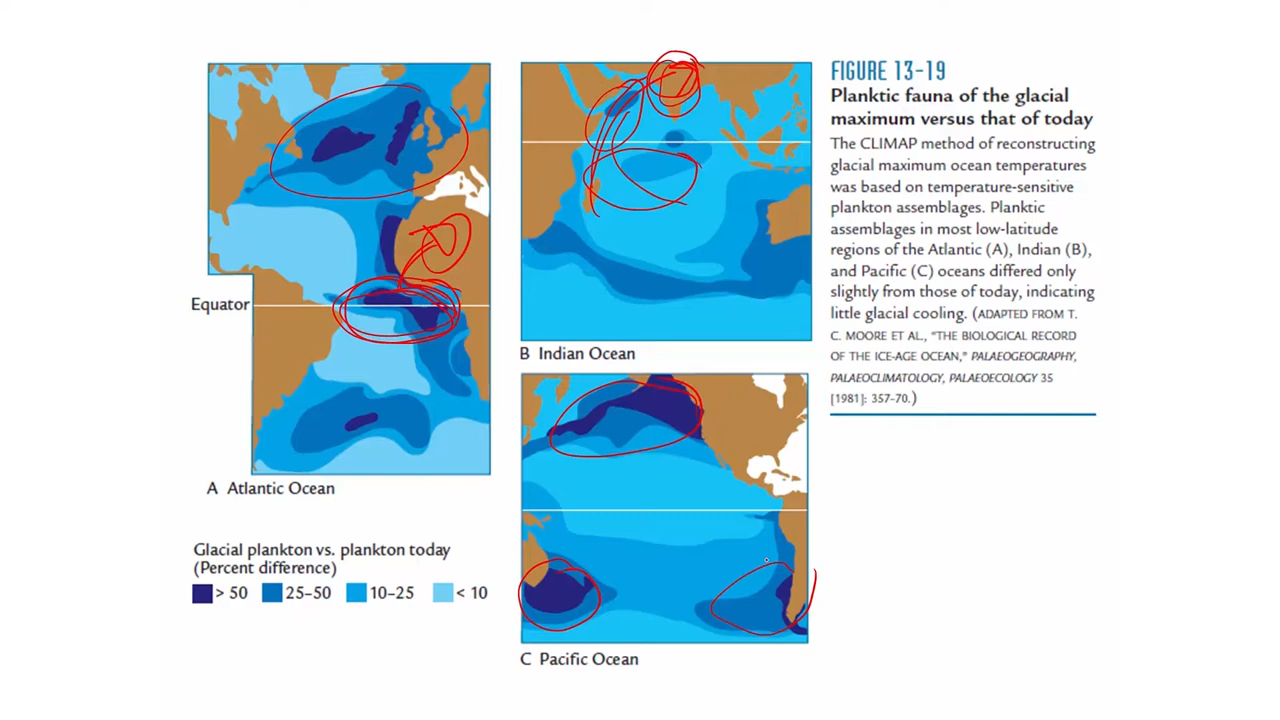 FIGURE 13–19
Planktic fauna of the glacial
maximum versus that of today
The CLIMAP method of reconstructing
glacial maximum ocean temperatures
was based on temperature-sensitive
plankton assemblages. Planktic
assemblages in most low-latitude
regions of the Atlantic (A), Indian (B),
and Pacific (C) oceans differed only
slightly from those of today, indicating
little glacial cooling. (ADAPTED FROM T.
C. MOORE ET AL., “THE BIOLOGICAL RECORD
OF THE ICE-AGE OCEAN,” PALAEOGEOGRAPHY,
PALAEOCLIMATOLOGY, PALAEOECOLOGY 35
[1981]: 357–70.)
Equator
A Atlantic Ocean
B Indian Ocean
C Pacific Ocean
Glacial plankton vs. plankton today
(Percent difference)
> 50 25–50 10–25 < 10